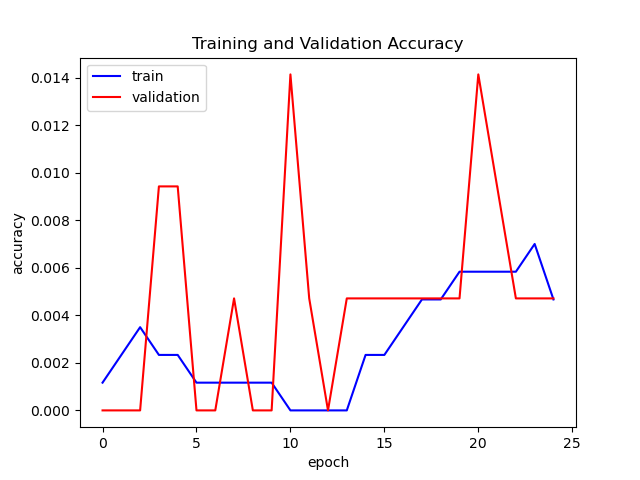 Training and Validation Accuracy
train
validation
0.014
0.012
0.010
0.008
0.006
0.004
0.002
0.000
accuracy
0 5 10 15 20 25
epoch